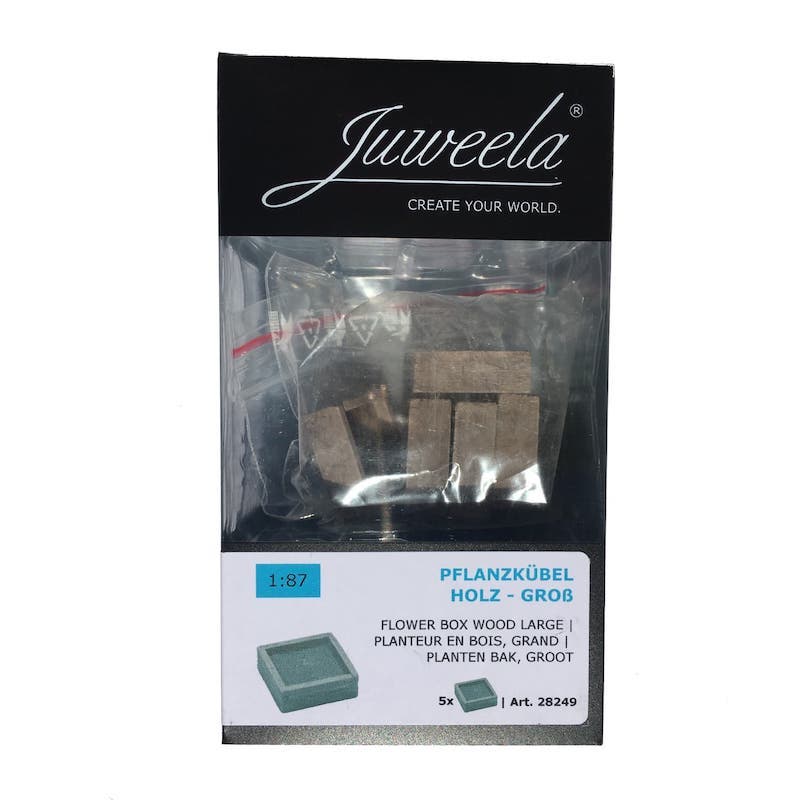 Juweela®
CREATE YOUR WORLD.
1:87
PFLANZKÜBEL
HOLZ - GROß
FLOWER BOX WOOD LARGE |
PLANTEUR EN BOIS, GRAND |
PLANTEN BAK, GROOT
5x | Art. 28249